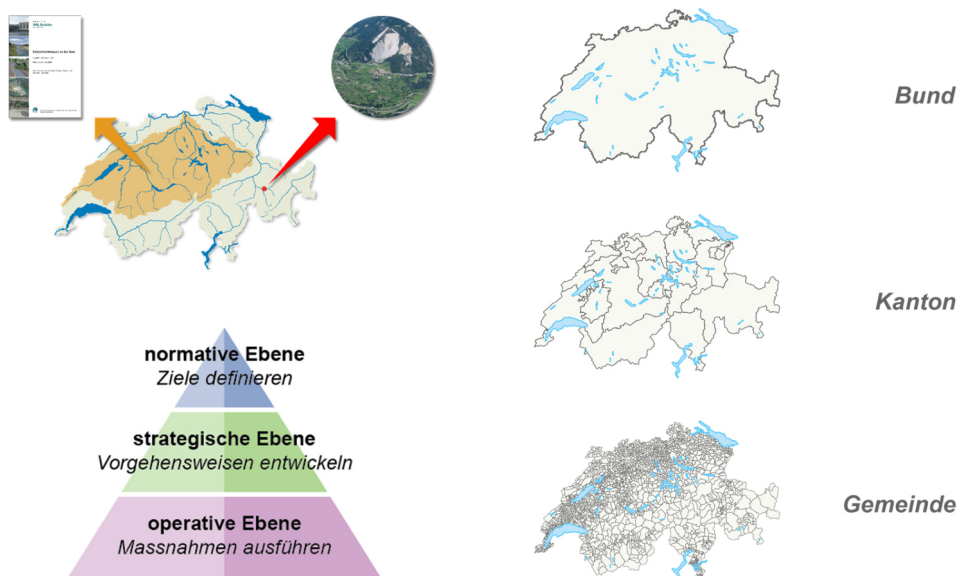 Bund
Kanton
normative Ebene
Ziele definieren
strategische Ebene
Vorgehensweisen entwickeln
operative Ebene
Massnahmen ausführen
Gemeinde